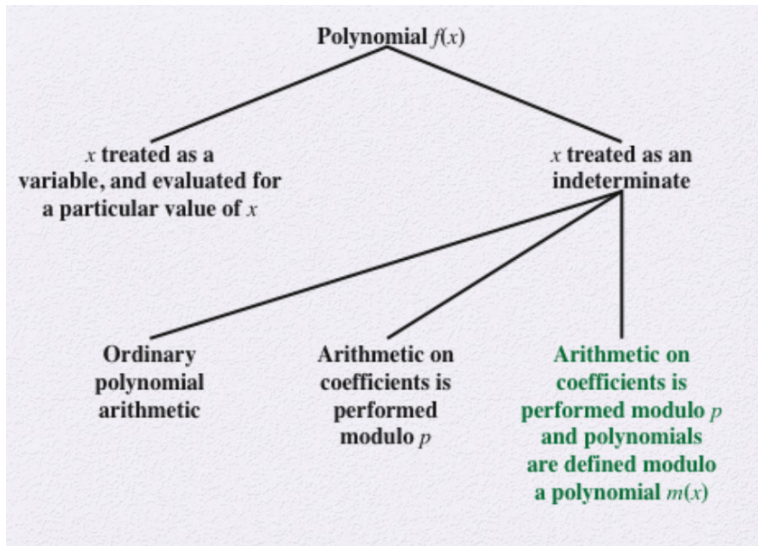 Polynomial f(x)
x treated as a
variable, and evaluated for
a particular value of x
x treated as an
indeterminate
Ordinary
polynomial
arithmetic
Arithmetic on
coefficients is
performed
modulo p
Arithmetic on
coefficients is
performed modulo p
and polynomials
are defined modulo
a polynomial m(x)